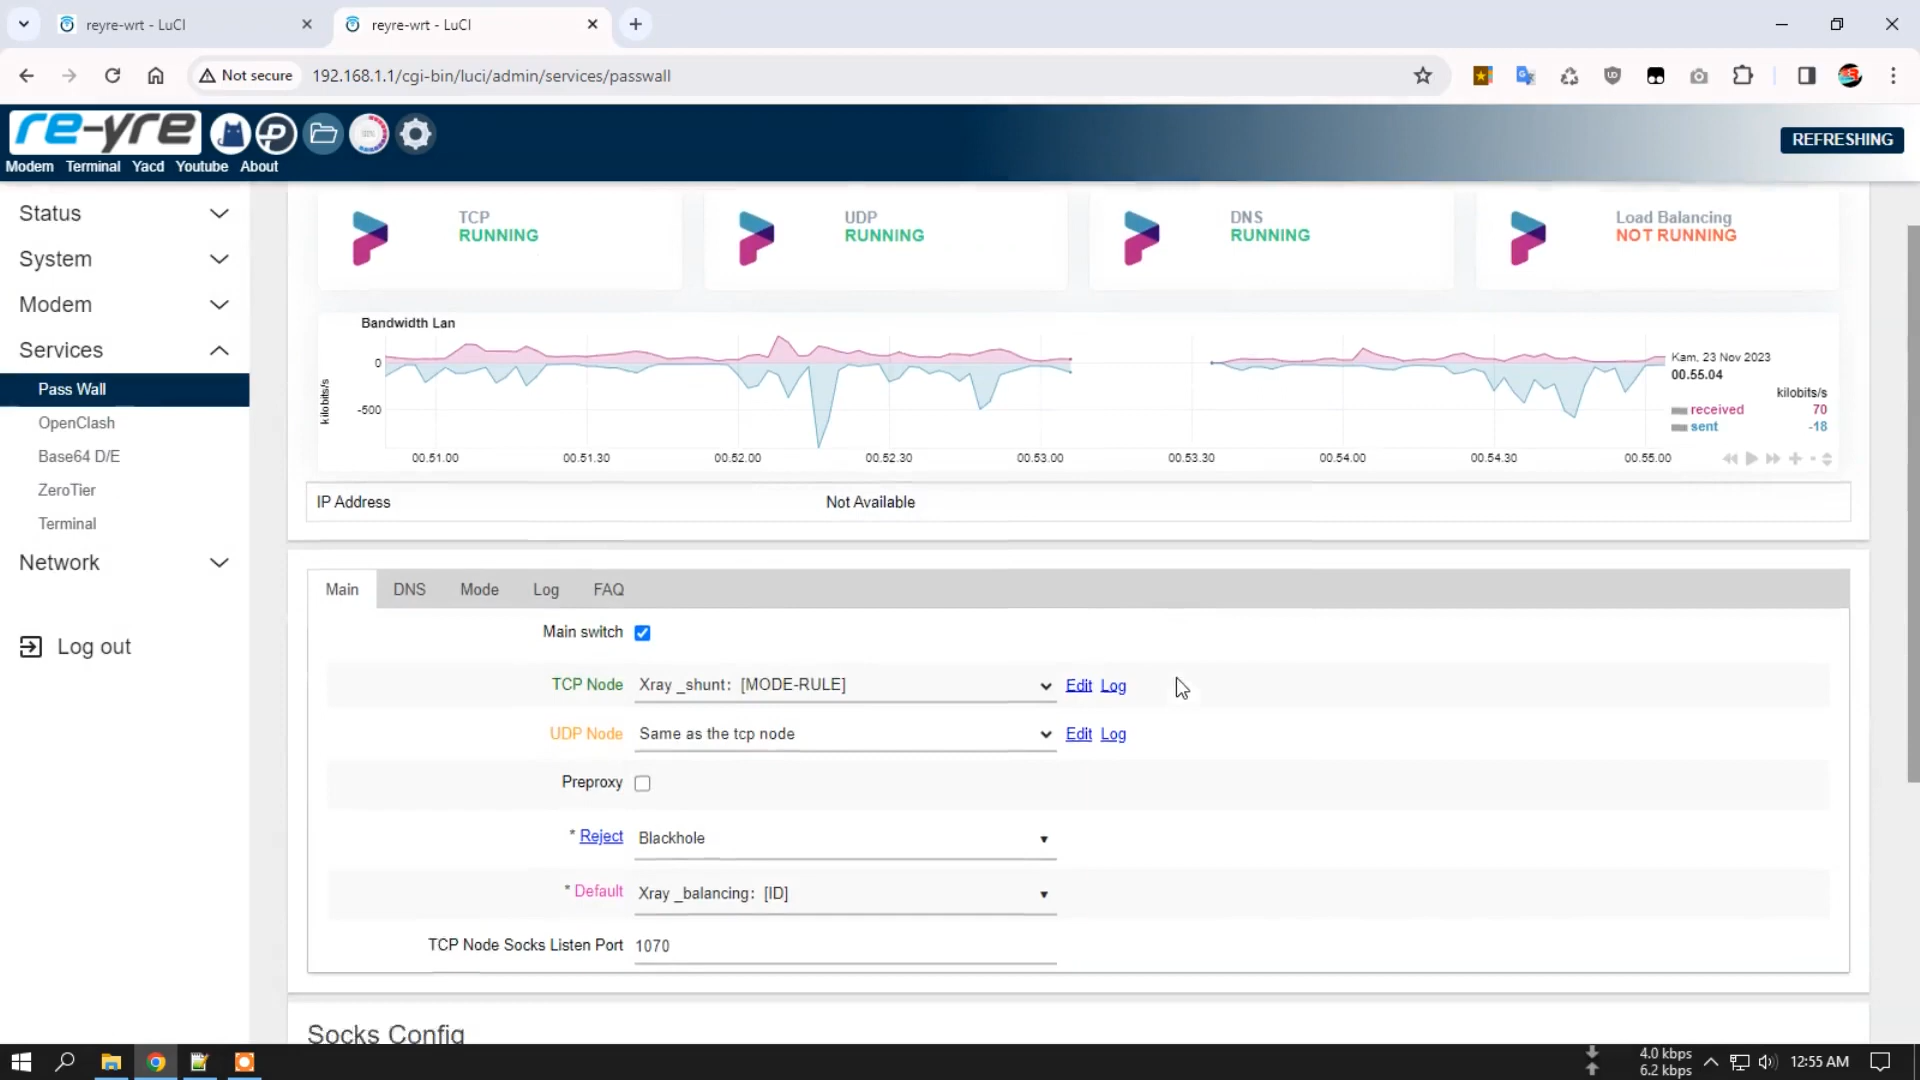 reyre-wrt - LuCI
reyre-wrt - LuCI
Not secure
192.168.1.1/cgi-bin/luci/admin/services/passwall
re-yre
REFRESHING
Modem Terminal Yacd Youtube About
Status
System
Modem
Services
Pass Wall
OpenClash
Base64 D/E
ZeroTier
Terminal
Network
Log out
TCP
RUNNING
UDP
RUNNING
DNS
RUNNING
Load Balancing
NOT RUNNING
Bandwidth Lan
kilobits/s
0
-500
00.51.00 00.51.30 00.52.00 00.52.30 00.53.00 00.53.30 00.54.00 00.54.30 00.55.00
Kam. 23 Nov 2023
00.55.04
kilobits/s
received 70
sent -18
IP Address Not Available
Main DNS Mode Log FAQ
Main switch
TCP Node Xray _shunt: [MODE-RULE] Edit Log
UDP Node Same as the tcp node Edit Log
Preproxy
* Reject Blackhole
* Default Xray _balancing: [ID]
TCP Node Socks Listen Port 1070
Socks Config
4.0 kbps
6.2 kbps
12:55 AM